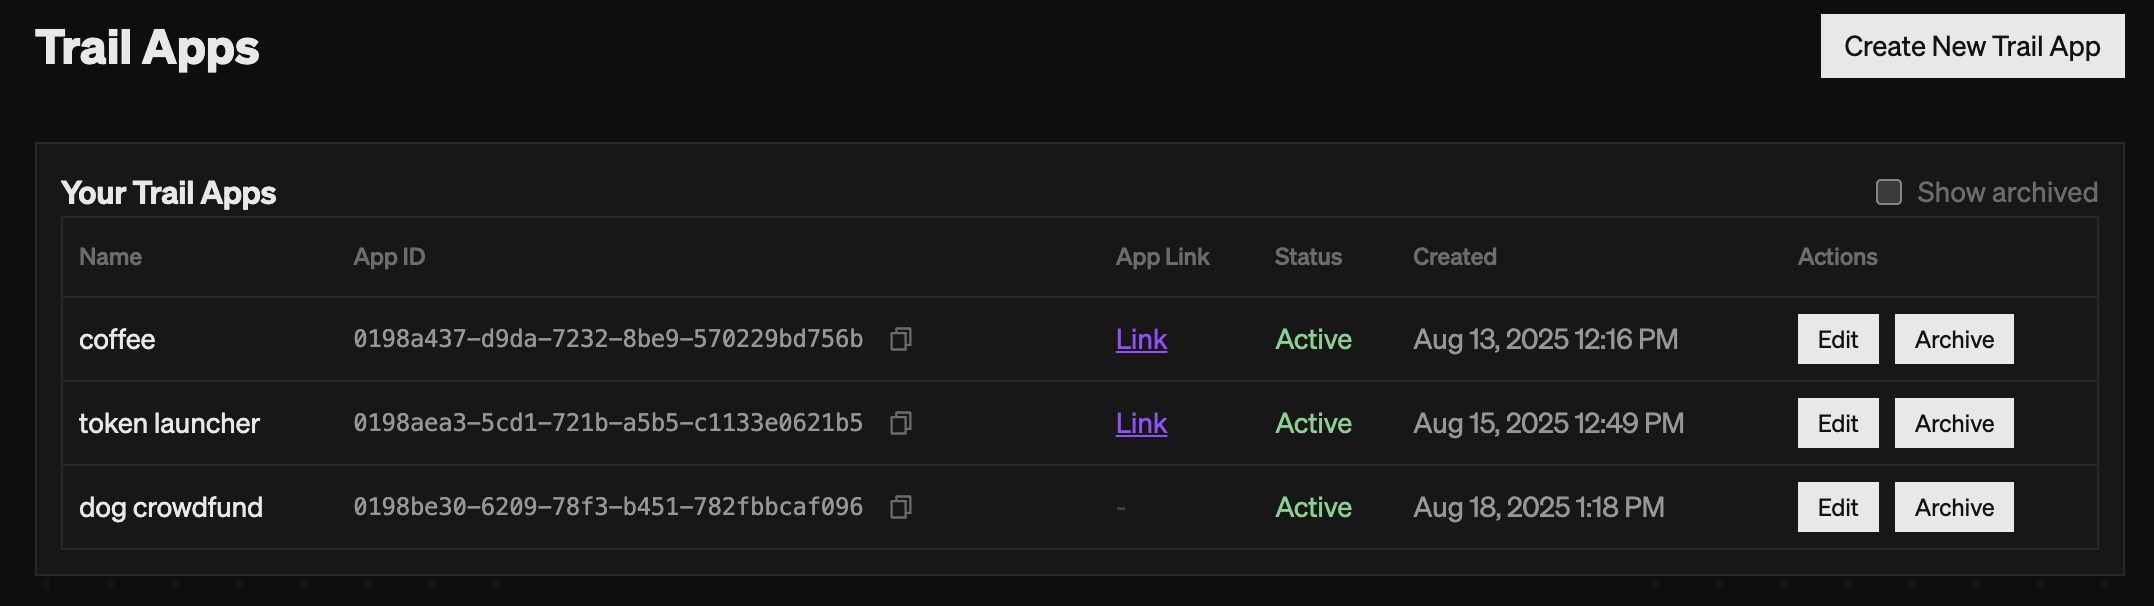 Trail Apps
Create New Trail App
Your Trail Apps
Show archived
Name App ID App Link Status Created Actions
coffee 0198a437-d9da-7232-8be9-570229bd756b Link Active Aug 13, 2025 12:16 PM Edit Archive
token launcher 0198aea3-5cd1-721b-a5b5-c1133e0621b5 Link Active Aug 15, 2025 12:49 PM Edit Archive
dog crowdfund 0198be30-6209-78f3-b451-782fbbcaf096 - Active Aug 18, 2025 1:18 PM Edit Archive